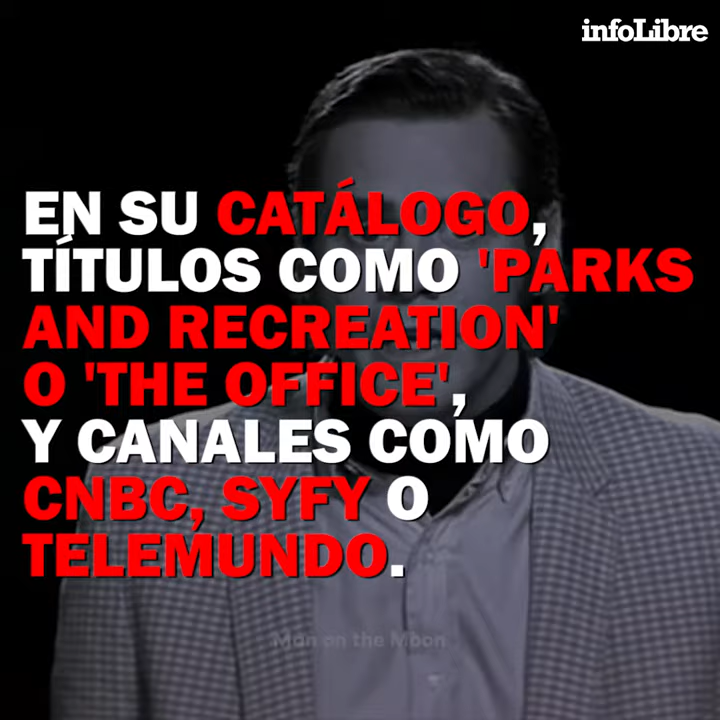 infoLibre
EN SU CATÁLOGO,
TÍTULOS COMO 'PARKS
AND RECREATION'
O 'THE OFFICE',
Y CANALES COMO
CNBC, SYFY O
TELEMUNDO.
Man on the Moon